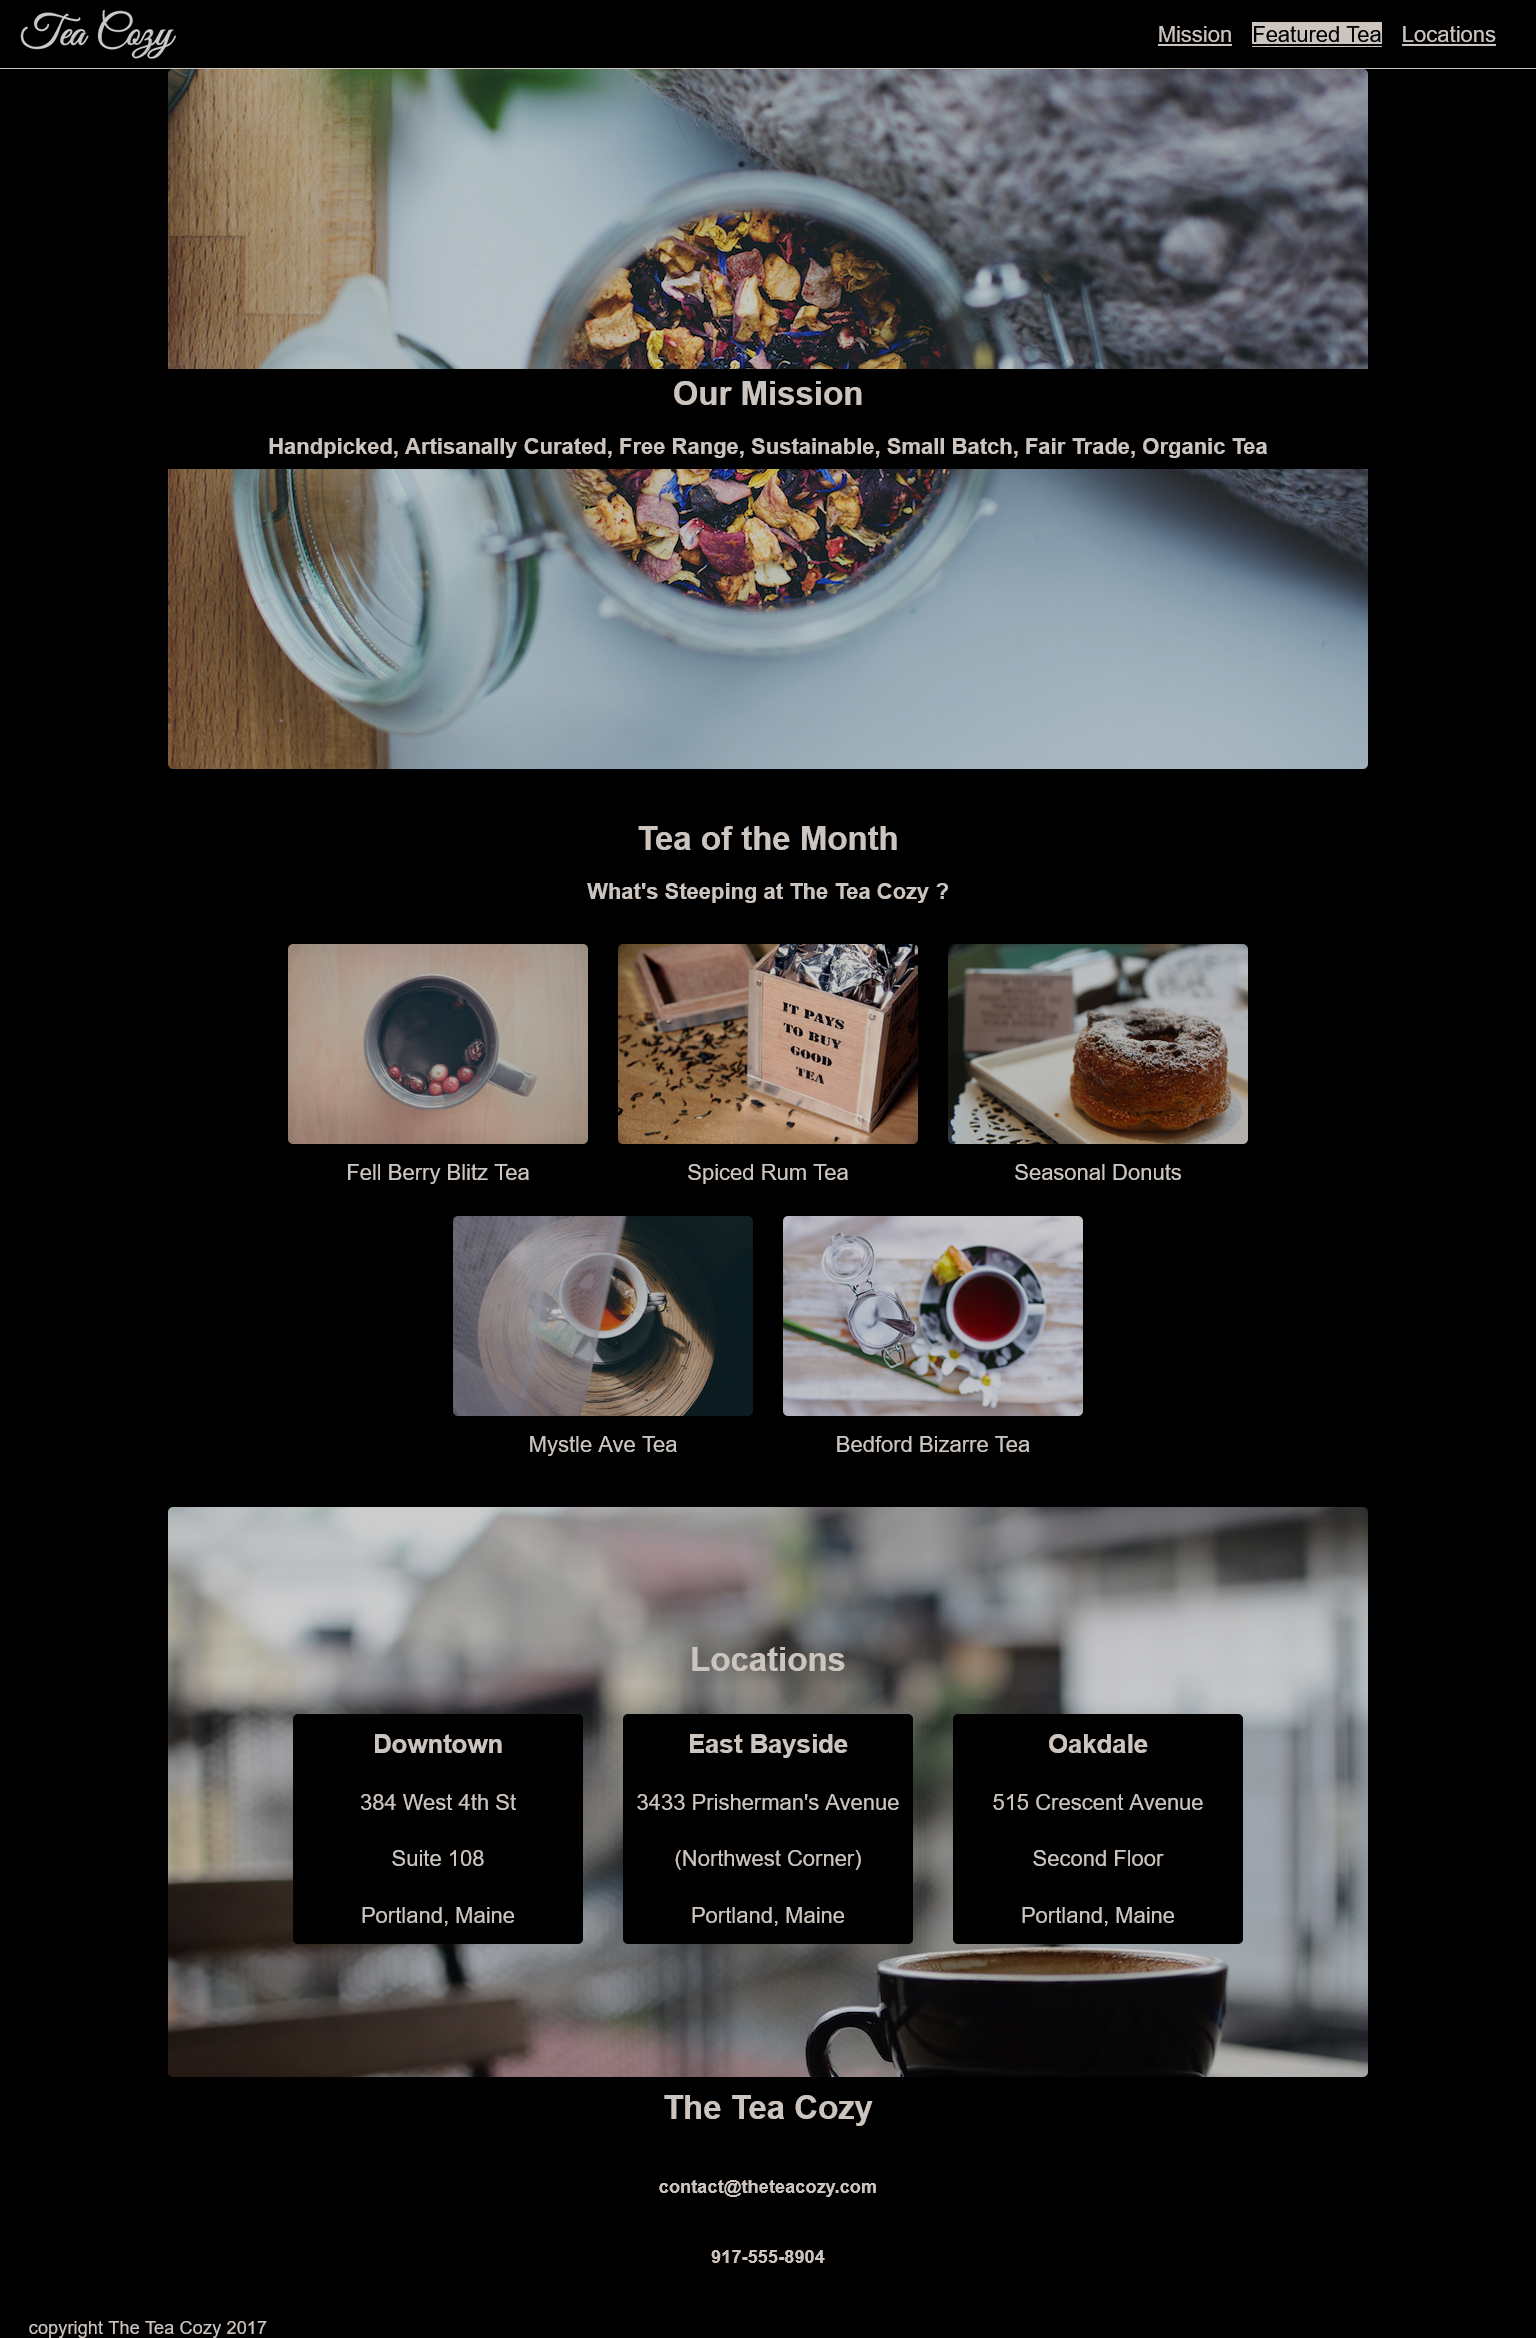 Tea Cozy
Mission Featured Tea Locations
Our Mission
Handpicked, Artisanally Curated, Free Range, Sustainable, Small Batch, Fair Trade, Organic Tea
Tea of the Month
What's Steeping at The Tea Cozy ?
IT PAYS
TO BUY
GOOD
TEA
Fell Berry Blitz Tea
Spiced Rum Tea
Seasonal Donuts
Mystle Ave Tea
Bedford Bizarre Tea
Locations
Downtown
384 West 4th St
Suite 108
Portland, Maine
East Bayside
3433 Prisherman's Avenue
(Northwest Corner)
Portland, Maine
Oakdale
515 Crescent Avenue
Second Floor
Portland, Maine
The Tea Cozy
contact@theteacozy.com
917-555-8904
copyright The Tea Cozy 2017